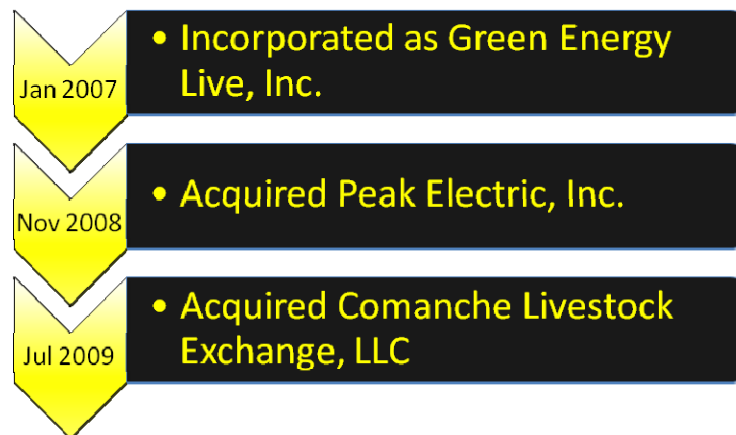 Jan 2007
• Incorporated as Green Energy
Live, Inc.
Nov 2008
• Acquired Peak Electric, Inc.
Jul 2009
• Acquired Comanche Livestock
Exchange, LLC